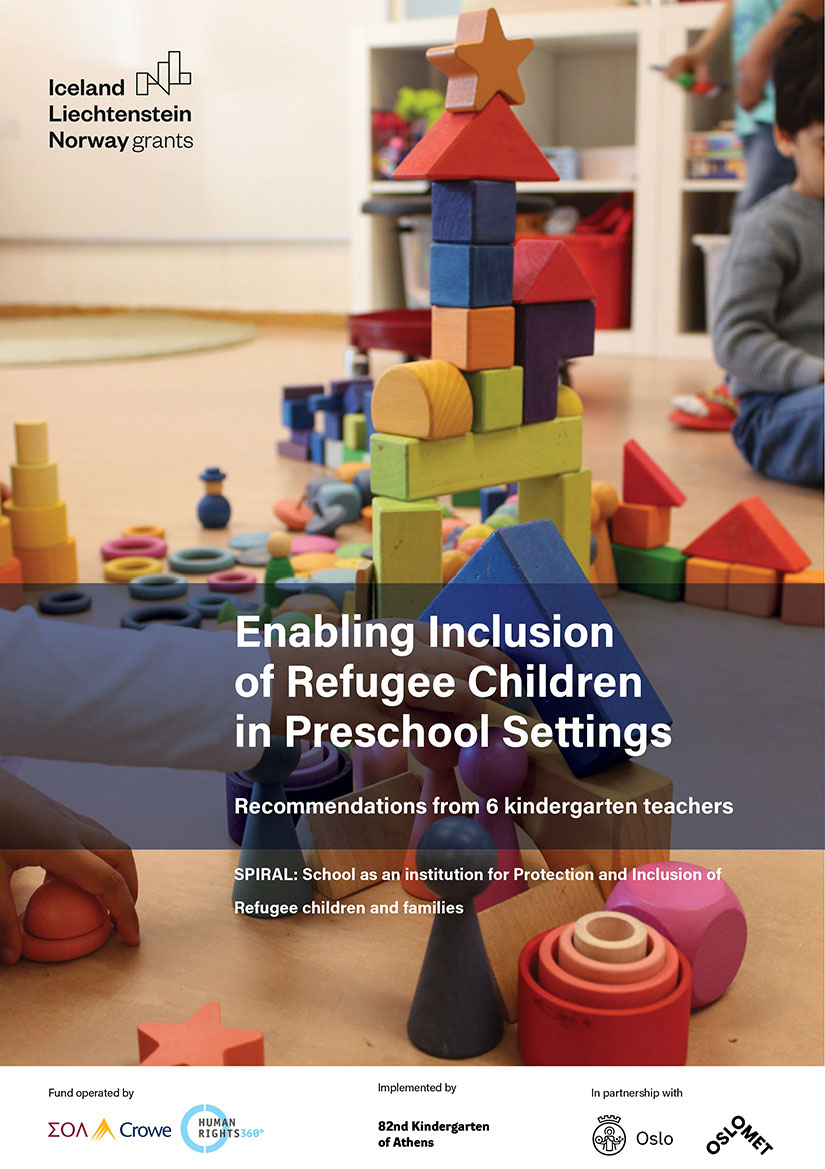 Iceland
Liechtenstein
Norway grants
Enabling Inclusion
of Refugee Children
in Preschool Settings
Recommendations from 6 kindergarten teachers
SPIRAL: School as an institution for Protection and Inclusion of
Refugee children and families
Fund operated by
ΣΟΛ Crowe
HUMAN
RIGHTS360°
Implemented by
82nd Kindergarten
of Athens
In partnership with
Oslo
OSLOMET